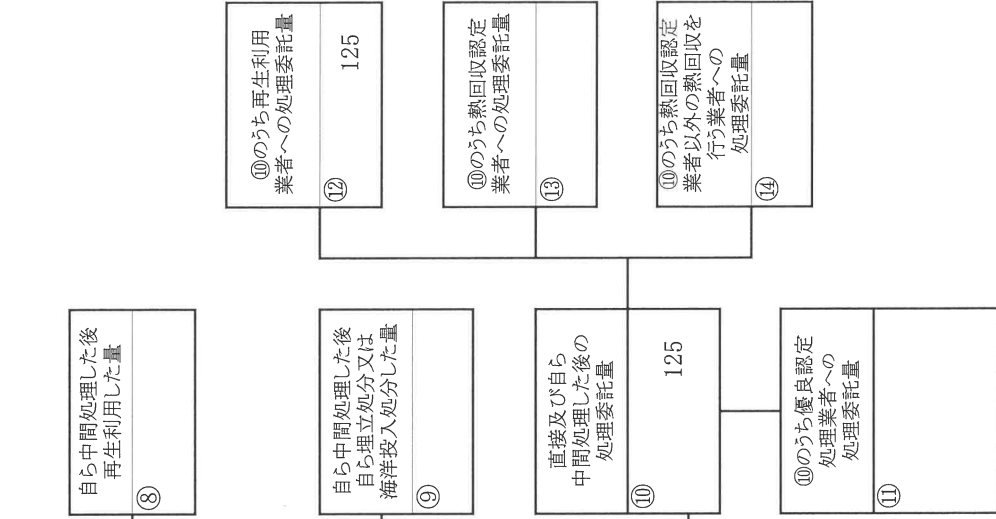 自ら中間処理した後
再生利用した量
⑧
自ら中間処理した後
自ら埋立処分又は
海洋投入処分した量
⑨
直接及び自ら
中間処理した後の
処理委託量
⑩
125
⑩のうち優良認定
処理業者への
処理委託量
⑪
⑩のうち再生利用
業者への処理委託量
⑫
125
⑩のうち熱回収認定
業者への処理委託量
⑬
⑩のうち熱回収認定
業者以外の熱回収を
行う業者への
処理委託量
⑭